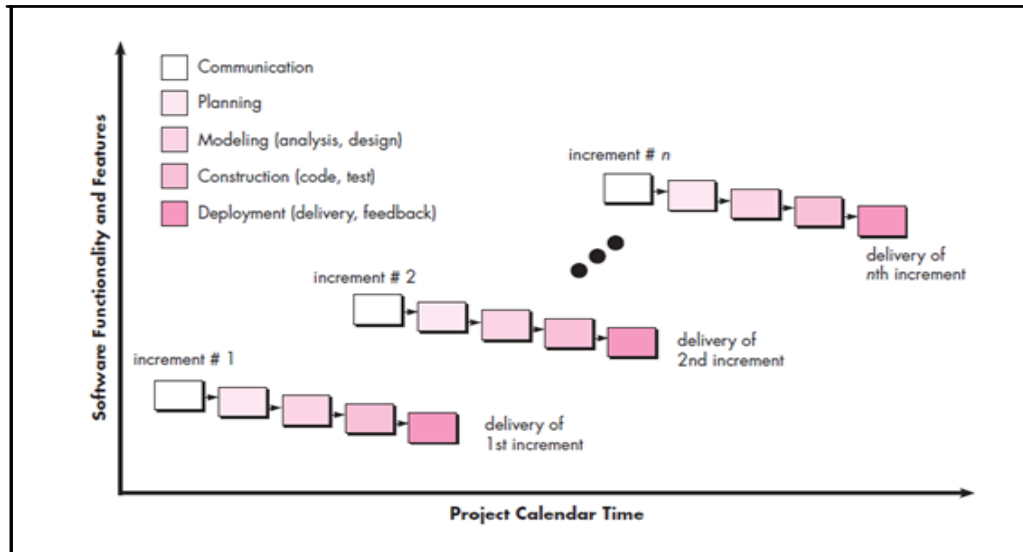 Communication
Planning
Modeling (analysis, design)
Construction (code, test)
Deployment (delivery, feedback)
increment # n
delivery of
nth increment
increment # 2
delivery of
2nd increment
increment # 1
delivery of
1st increment
Software Functionality and Features
Project Calendar Time